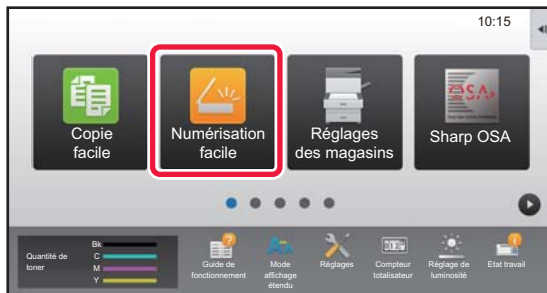 10:15
Copie
facile
Numérisation
facile
Réglages
des magasins
Sharp OSA
Quantité de
toner
Bk
C
M
Y
Guide de
fonctionnement
Mode
affichage
étendu
Réglages
Compteur
totalisateur
Réglage de
luminosité
Etat travail